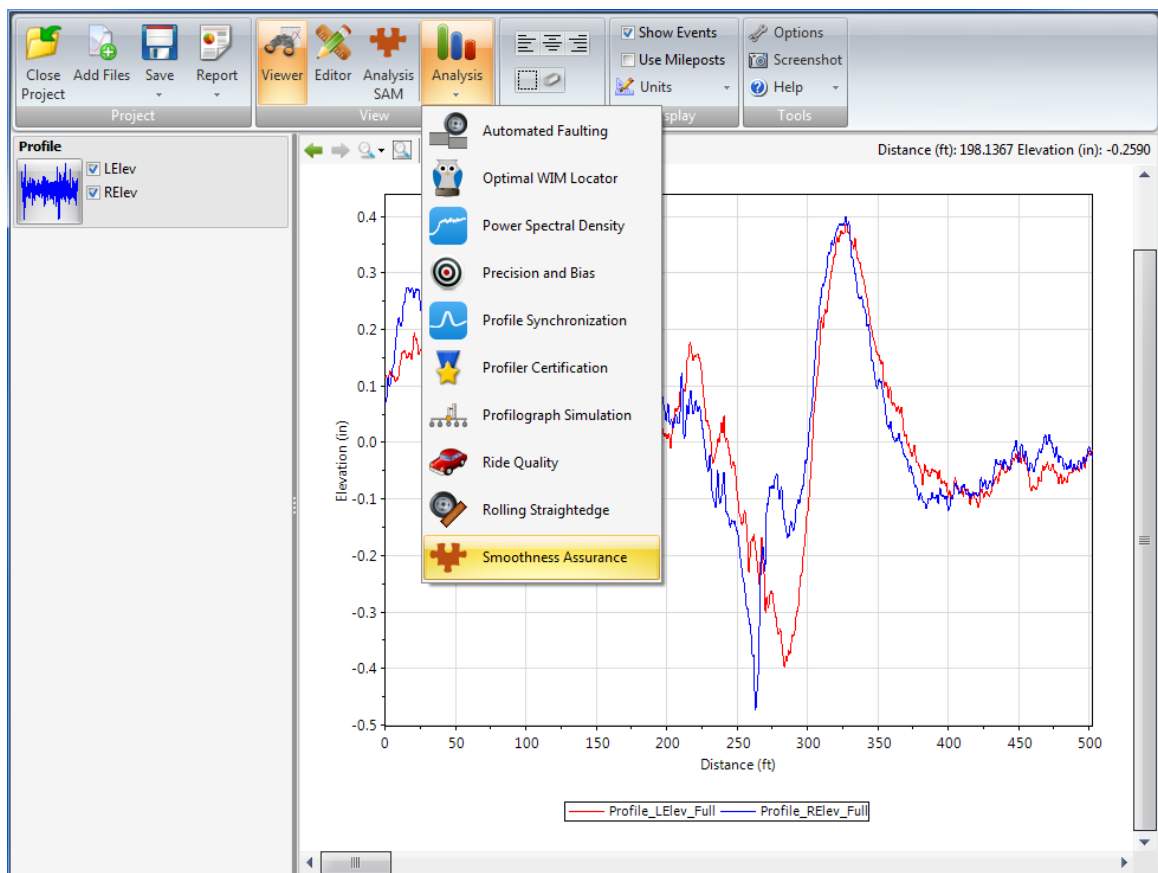 Close Project
Add Files
Save
Report
Viewer
Editor
Analysis SAM
Analysis
Show Events
Use Mileposts
Units
Options
Screenshot
Help
Project
View
splay
Tools
Profile
LElev
RElev
Distance (ft): 198.1367 Elevation (in): -0.2590
Automated Faulting
Optimal WIM Locator
Power Spectral Density
Precision and Bias
Profile Synchronization
Profiler Certification
Profilograph Simulation
Ride Quality
Rolling Straightedge
Smoothness Assurance
Elevation (in)
0.4
0.3
0.2
0.1
0.0
-0.1
-0.2
-0.3
-0.4
-0.5
0 50 100 150 200 250 300 350 400 450 500
Distance (ft)
Profile_LElev_Full Profile_RElev_Full